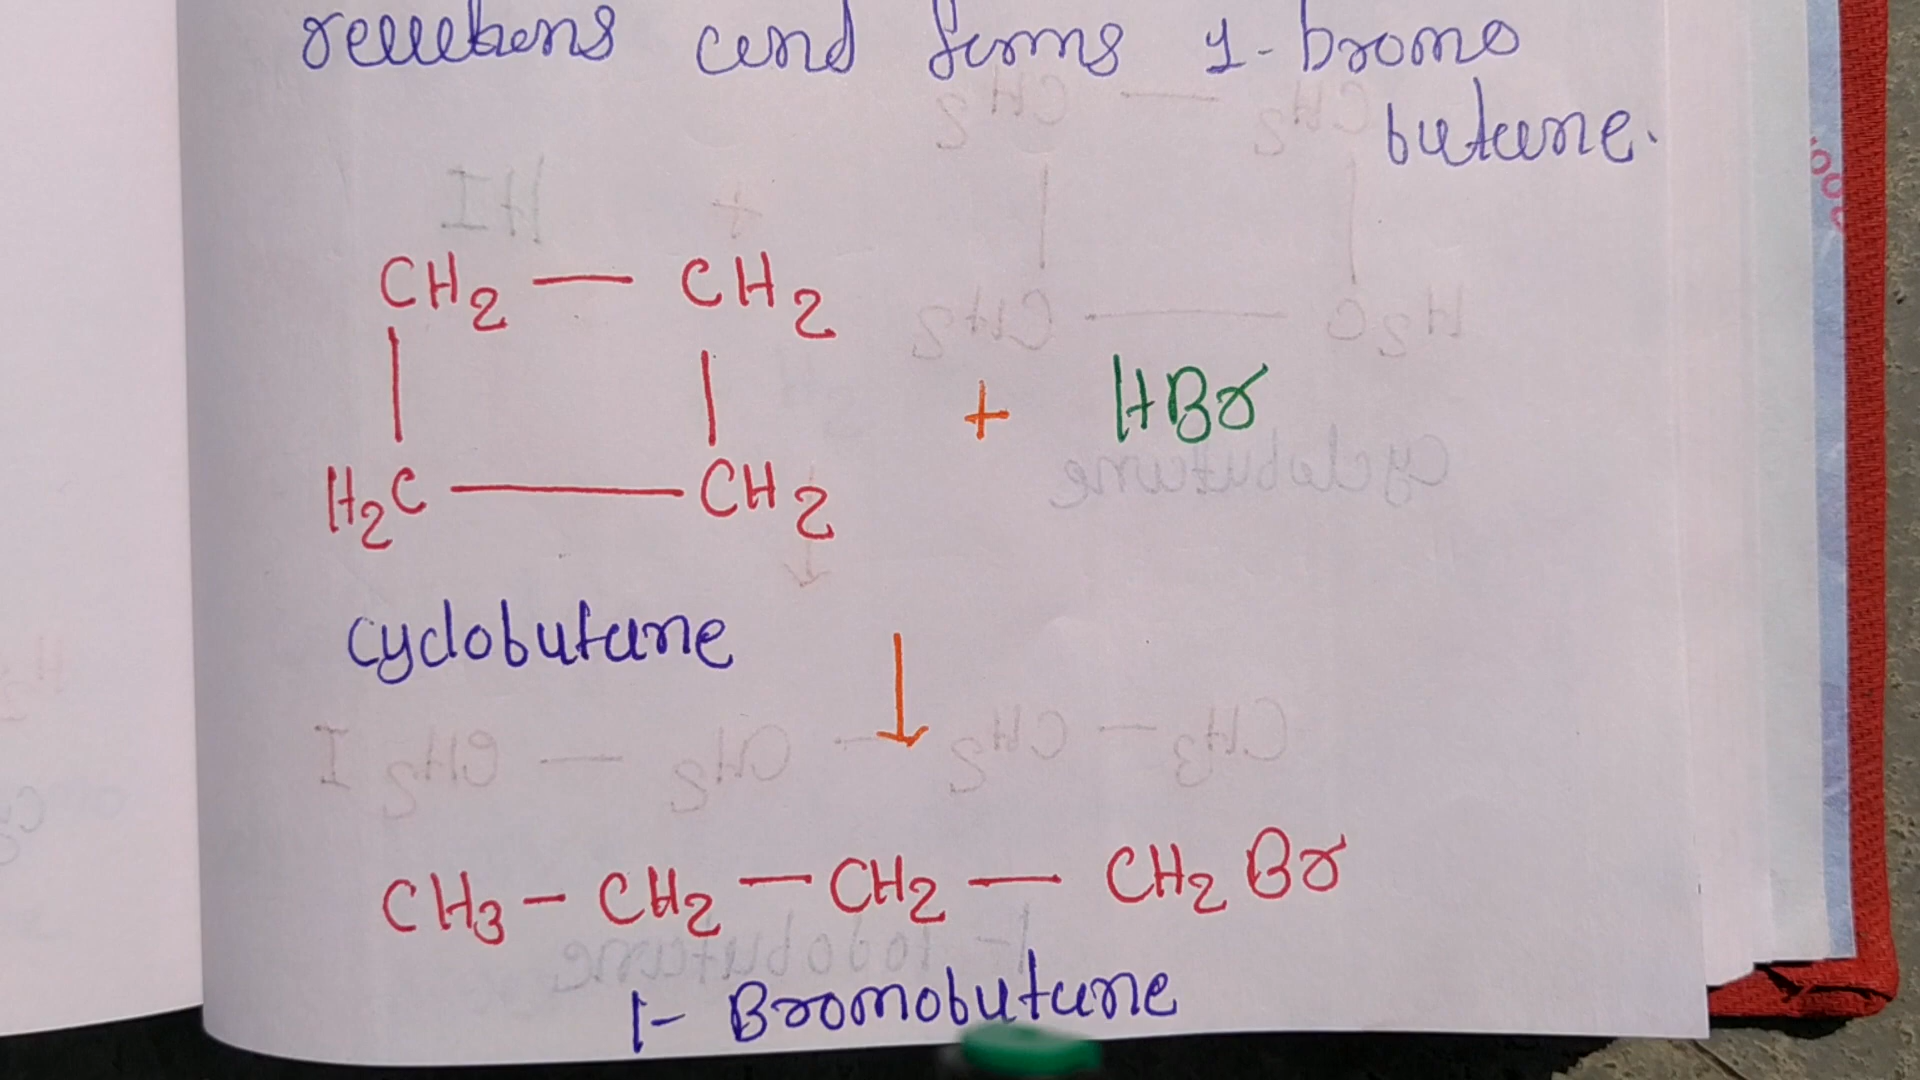 reactions and forms 1-bromo
butane.
CH2 — CH2
+ HBr
H2C — CH2
cyclobutane
CH3 – CH2 — CH2 — CH2 Br
1- Bromobutane